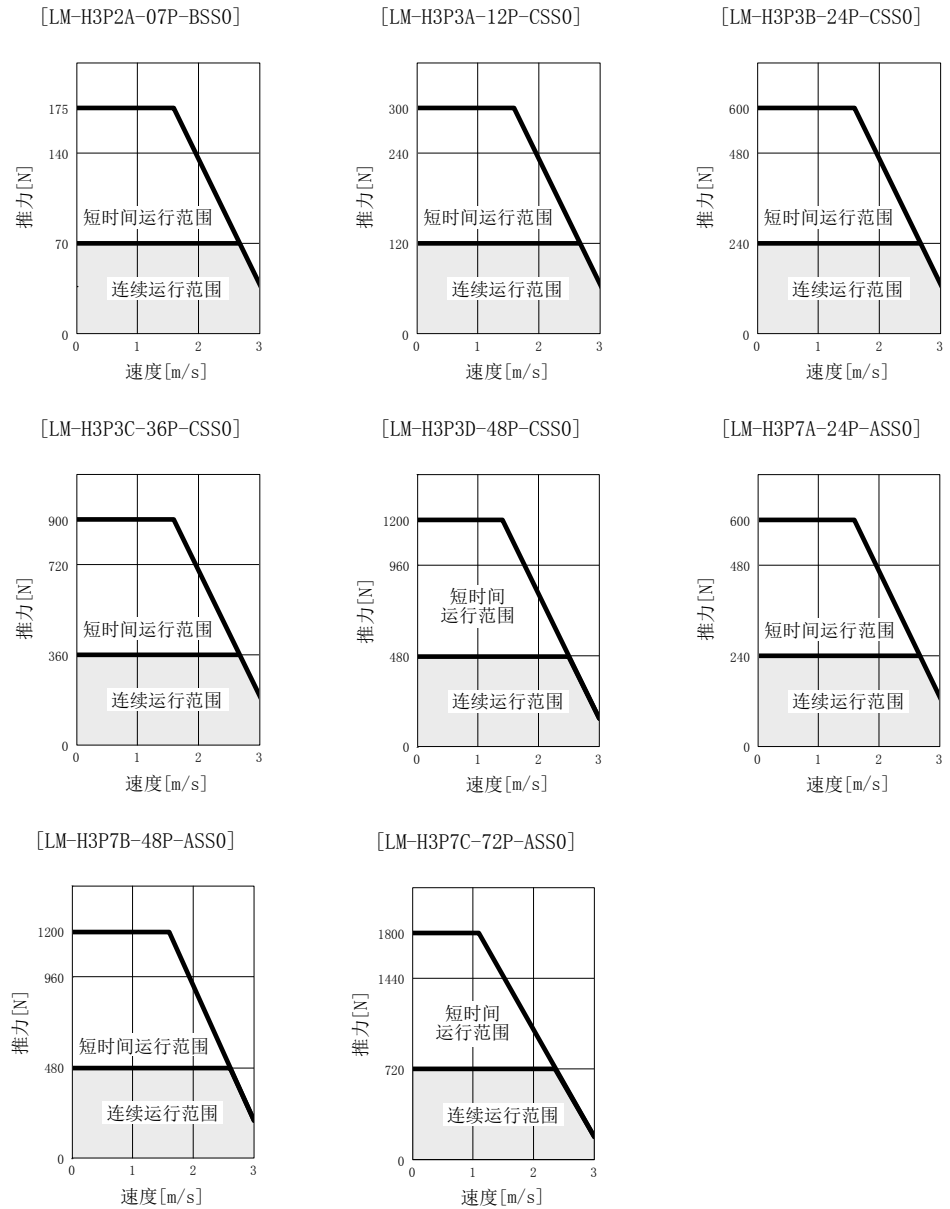 [LM-H3P2A-07P-BSS0]
175
140
70
0
推力[N]
短时间运行范围
连续运行范围
0 1 2 3
速度[m/s]
[LM-H3P3A-12P-CSS0]
300
240
120
0
推力[N]
短时间运行范围
连续运行范围
0 1 2 3
速度[m/s]
[LM-H3P3B-24P-CSS0]
600
480
240
0
推力[N]
短时间运行范围
连续运行范围
0 1 2 3
速度[m/s]
[LM-H3P3C-36P-CSS0]
900
720
360
0
推力[N]
短时间运行范围
连续运行范围
0 1 2 3
速度[m/s]
[LM-H3P3D-48P-CSS0]
1200
960
480
0
推力[N]
短时间
运行范围
连续运行范围
0 1 2 3
速度[m/s]
[LM-H3P7A-24P-ASS0]
600
480
240
0
推力[N]
短时间运行范围
连续运行范围
0 1 2 3
速度[m/s]
[LM-H3P7B-48P-ASS0]
1200
960
480
0
推力[N]
短时间运行范围
连续运行范围
0 1 2 3
速度[m/s]
[LM-H3P7C-72P-ASS0]
1800
1440
720
0
推力[N]
短时间
运行范围
连续运行范围
0 1 2 3
速度[m/s]